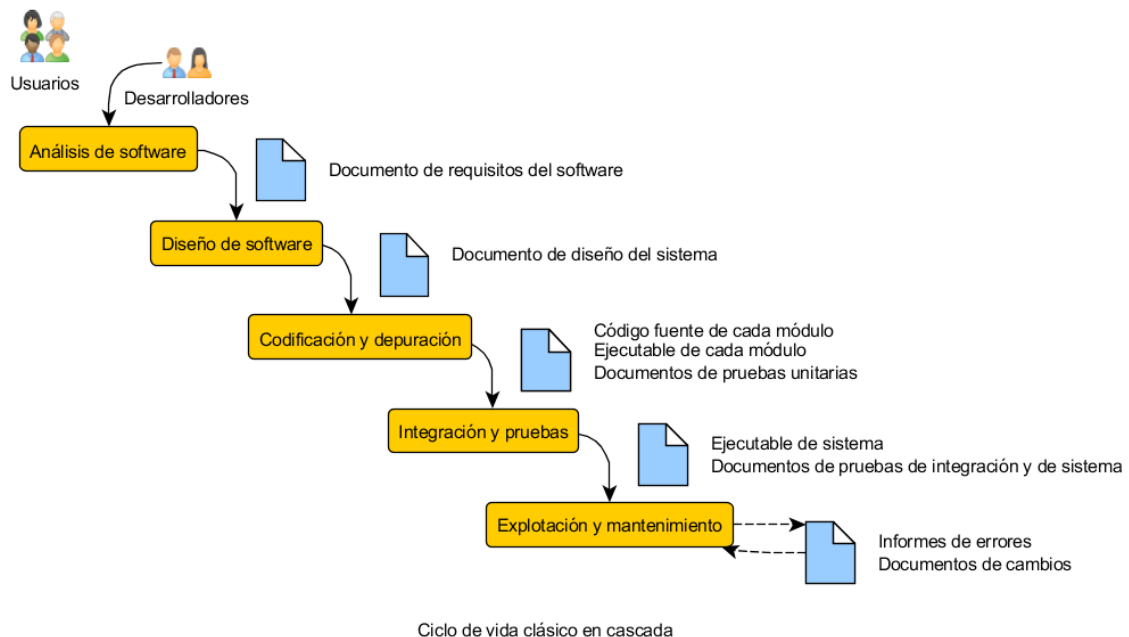 Usuarios
Desarrolladores
Análisis de software
Documento de requisitos del software
Diseño de software
Documento de diseño del sistema
Codificación y depuración
Código fuente de cada módulo
Ejecutable de cada módulo
Documentos de pruebas unitarias
Integración y pruebas
Ejecutable de sistema
Documentos de pruebas de integración y de sistema
Explotación y mantenimiento
Informes de errores
Documentos de cambios
Ciclo de vida clásico en cascada